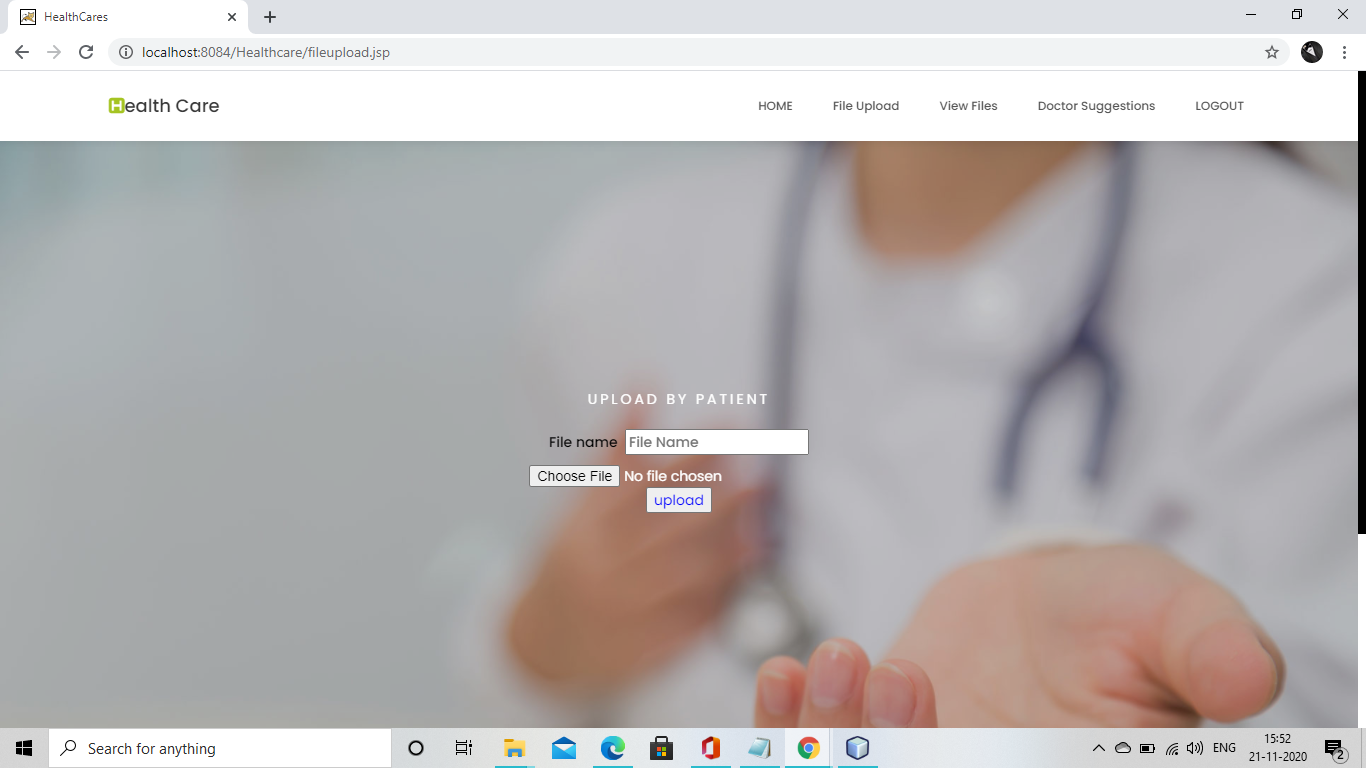 HealthCares
localhost:8084/Healthcare/fileupload.jsp
Health Care
HOME File Upload View Files Doctor Suggestions LOGOUT
UPLOAD BY PATIENT
File name File Name
Choose File No file chosen
upload
Search for anything
ENG
15:52
21-11-2020
2